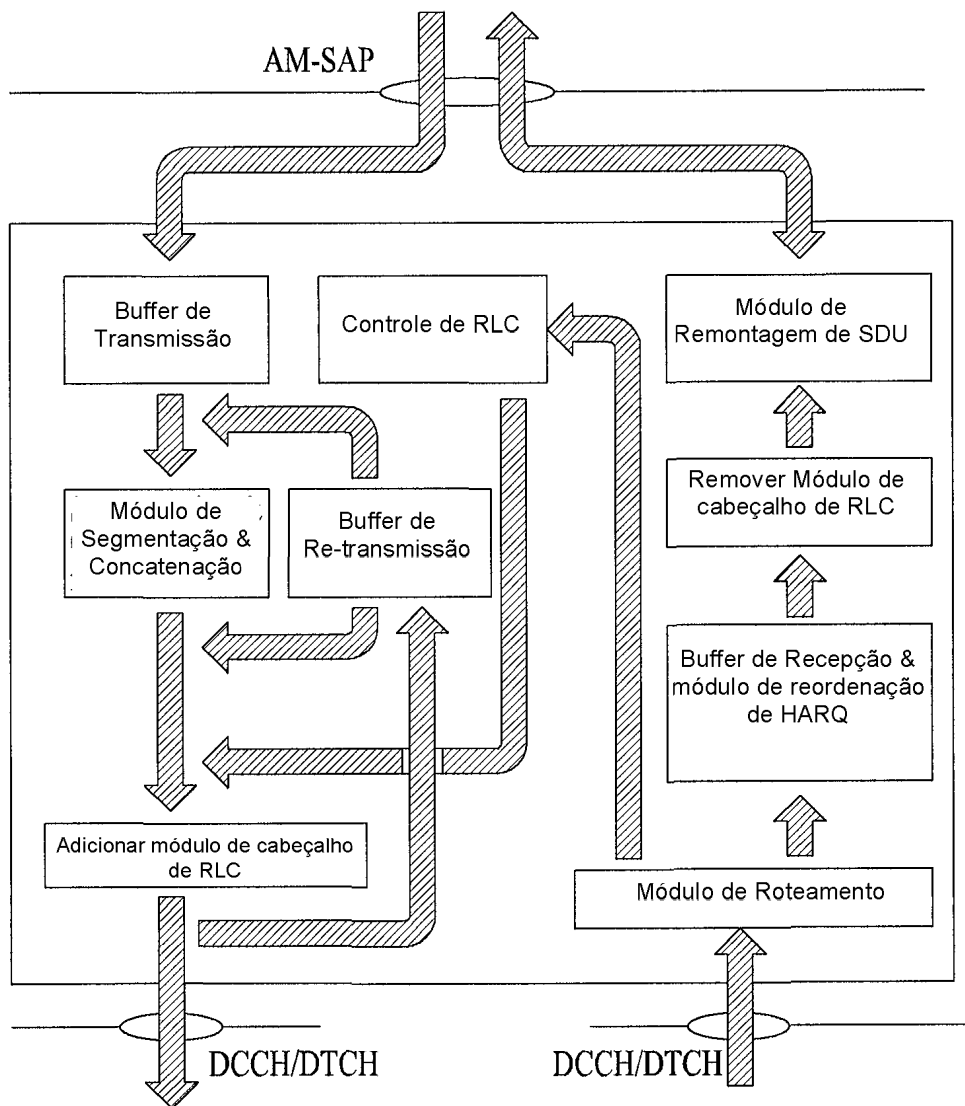 AM-SAP
Buffer de
Transmissão
Controle de RLC
Módulo de
Remontagem de SDU
Módulo de
Segmentação &
Concatenação
Buffer de
Re-transmissão
Remover Módulo de
cabeçalho de RLC
Buffer de Recepção &
módulo de reordenação
de HARQ
Adicionar módulo de cabeçalho
de RLC
Módulo de Roteamento
DCCH/DTCH
DCCH/DTCH